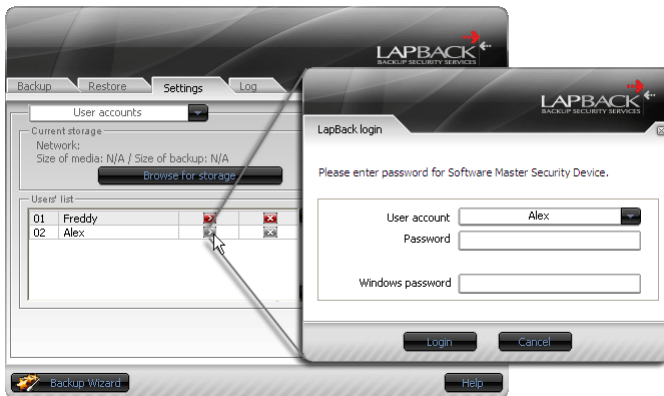 LAPBACK
BACKUP SECURITY SERVICES
Backup Restore Settings Log
User accounts
Current storage
Network:
Size of media: N/A / Size of backup: N/A
Browse for storage
Users' list
01 Freddy
02 Alex
Backup Wizard
Help
LAPBACK
BACKUP SECURITY SERVICES
LapBack login
Please enter password for Software Master Security Device.
User account Alex
Password
Windows password
Login Cancel